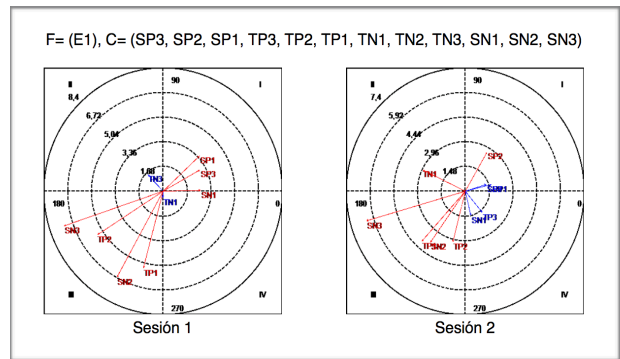 F= (E1), C= (SP3, SP2, SP1, TP3, TP2, TP1, TN1, TN2, TN3, SN1, SN2, SN3)
II 90 I
8,4
6,72
5,04
3,36
1,68
SP1
SP3
TN3
SN1
180 0
TN1
SN3
TP2
TP1
SN2
III IV
270
Sesión 1
II 90 I
7,4
5,92
4,44
2,96
1,48
SP2
TN1
180 0
TP3
SN1
SN3
SN2
TP2
III IV
270
Sesión 2